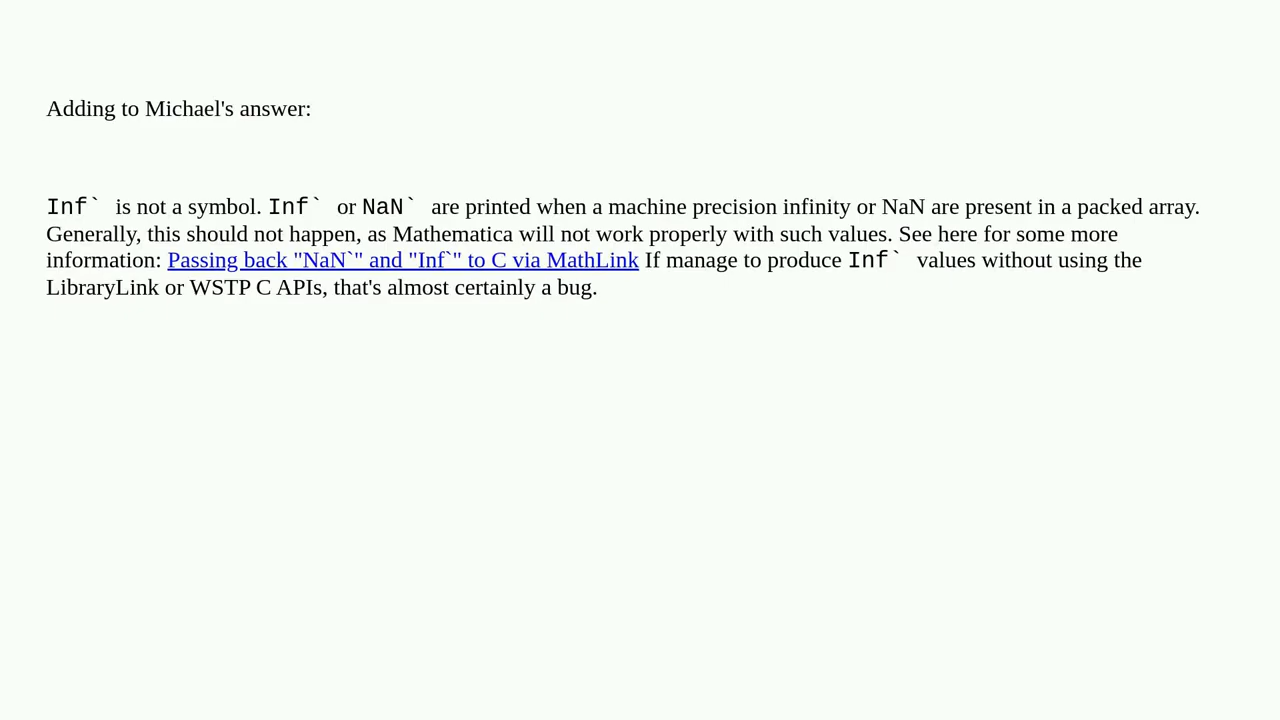 Adding to Michael's answer:
Inf` is not a symbol. Inf` or NaN` are printed when a machine precision infinity or NaN are present in a packed array.
Generally, this should not happen, as Mathematica will not work properly with such values. See here for some more
information: Passing back "NaN`" and "Inf`" to C via MathLink If manage to produce Inf` values without using the
LibraryLink or WSTP C APIs, that's almost certainly a bug.